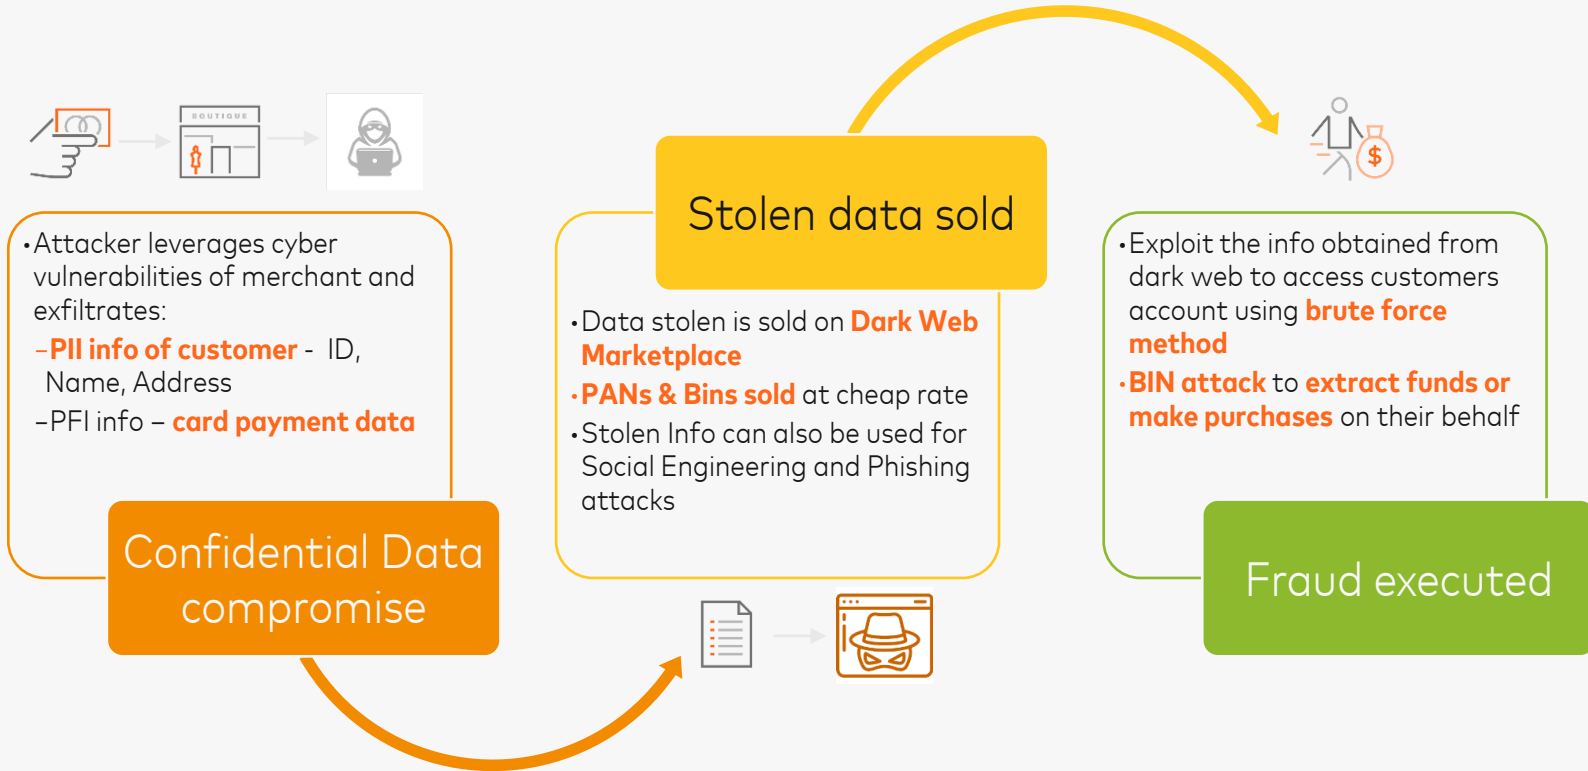 BOUTIQUE
•Attacker leverages cyber
vulnerabilities of merchant and
exfiltrates:
–PII info of customer - ID,
Name, Address
–PFI info – card payment data
Confidential Data
compromise
Stolen data sold
•Data stolen is sold on Dark Web
Marketplace
•PANs & Bins sold at cheap rate
•Stolen Info can also be used for
Social Engineering and Phishing
attacks
$
•Exploit the info obtained from
dark web to access customers
account using brute force
method
•BIN attack to extract funds or
make purchases on their behalf
Fraud executed